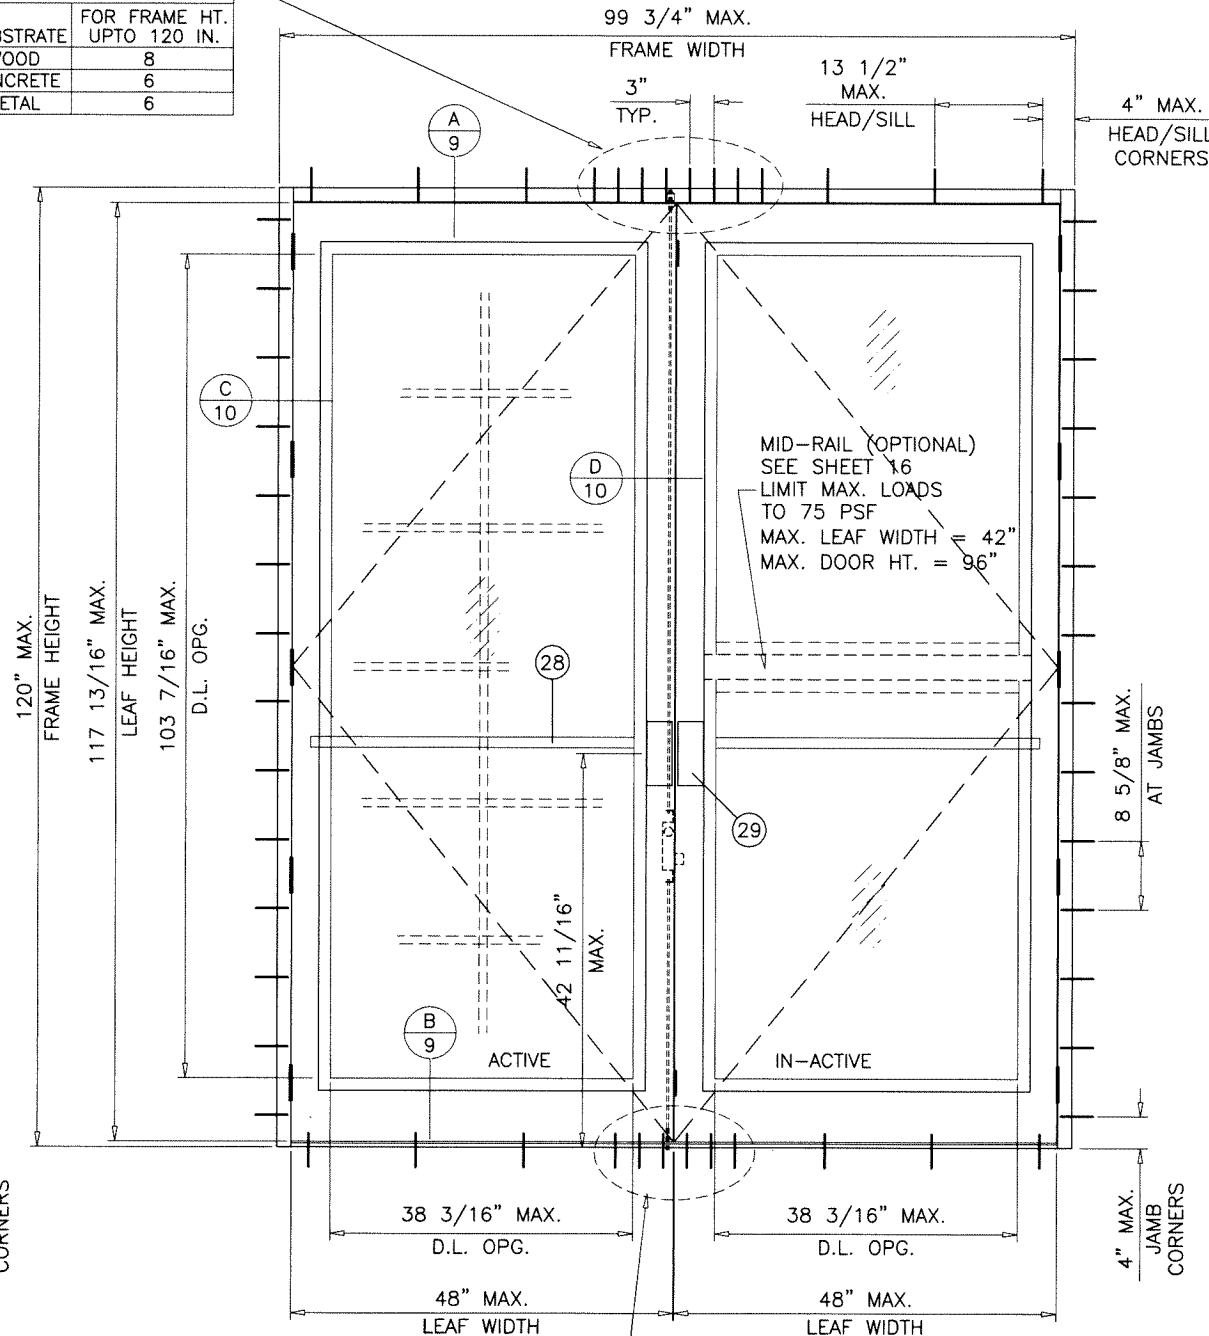 FOR FRAME HT.
UPTO 120 IN.
8
6
6
99 3/4" MAX.
FRAME WIDTH
3"
TYP.
13 1/2"
MAX.
HEAD/SILL
4" MAX.
HEAD/SILL
CORNERS
A
9
C
10
D
10
MID-RAIL (OPTIONAL)
SEE SHEET 16
LIMIT MAX. LOADS
TO 75 PSF
MAX. LEAF WIDTH = 42"
MAX. DOOR HT. = 96"
120" MAX.
FRAME HEIGHT
117 13/16" MAX.
LEAF HEIGHT
103 7/16" MAX.
D.L. OPG.
28
29
8 5/8" MAX.
AT JAMBS
42 11/16"
MAX.
B
9
ACTIVE
IN-ACTIVE
38 3/16" MAX.
D.L. OPG.
38 3/16" MAX.
D.L. OPG.
4" MAX.
JAMB
CORNERS
CORNERS
48" MAX.
LEAF WIDTH
48" MAX.
LEAF WIDTH